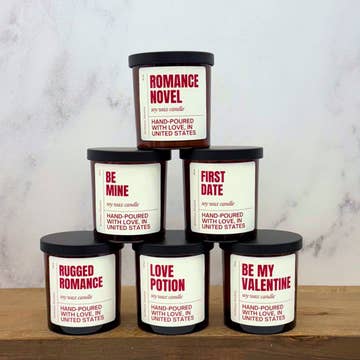 ROMANCE
NOVEL
soy wax candle
HAND-POURED
WITH LOVE, IN
UNITED STATES
BE
MINE
soy wax candle
HAND-POURED
WITH LOVE, IN
UNITED STATES
FIRST
DATE
soy wax candle
HAND-POURED
WITH LOVE, IN
UNITED STATES
RUGGED
ROMANCE
soy wax candle
HAND-POURED
WITH LOVE, IN
UNITED STATES
LOVE
POTION
soy wax candle
HAND-POURED
WITH LOVE, IN
UNITED STATES
BE MY
VALENTINE
soy wax candle
HAND-POURED
WITH LOVE, IN
UNITED STATES